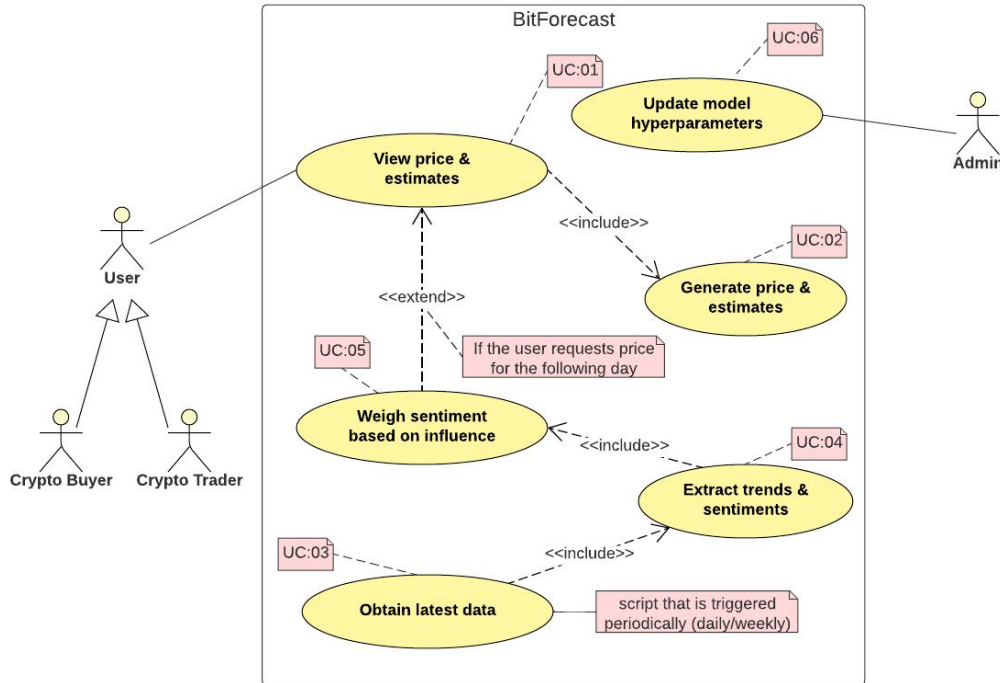 BitForecast
UC:06
UC:01
Update model
hyperparameters
Admin
View price &
estimates
<<include>>
UC:02
User
Generate price &
estimates
<<extend>>
UC:05
If the user requests price
for the following day
Weigh sentiment
based on influence
<<include>>
UC:04
Crypto Buyer
Crypto Trader
Extract trends &
sentiments
UC:03
<<include>>
Obtain latest data
script that is triggered
periodically (daily/weekly)